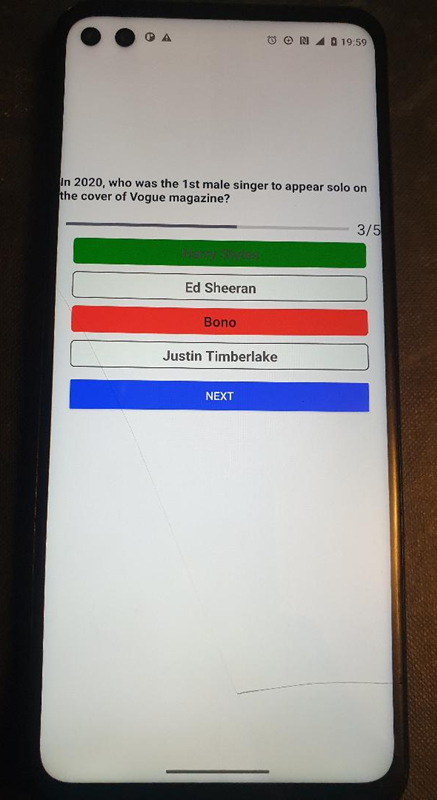 19:59
In 2020, who was the 1st male singer to appear solo on
the cover of Vogue magazine?
3/5
Harry Styles
Ed Sheeran
Bono
Justin Timberlake
NEXT